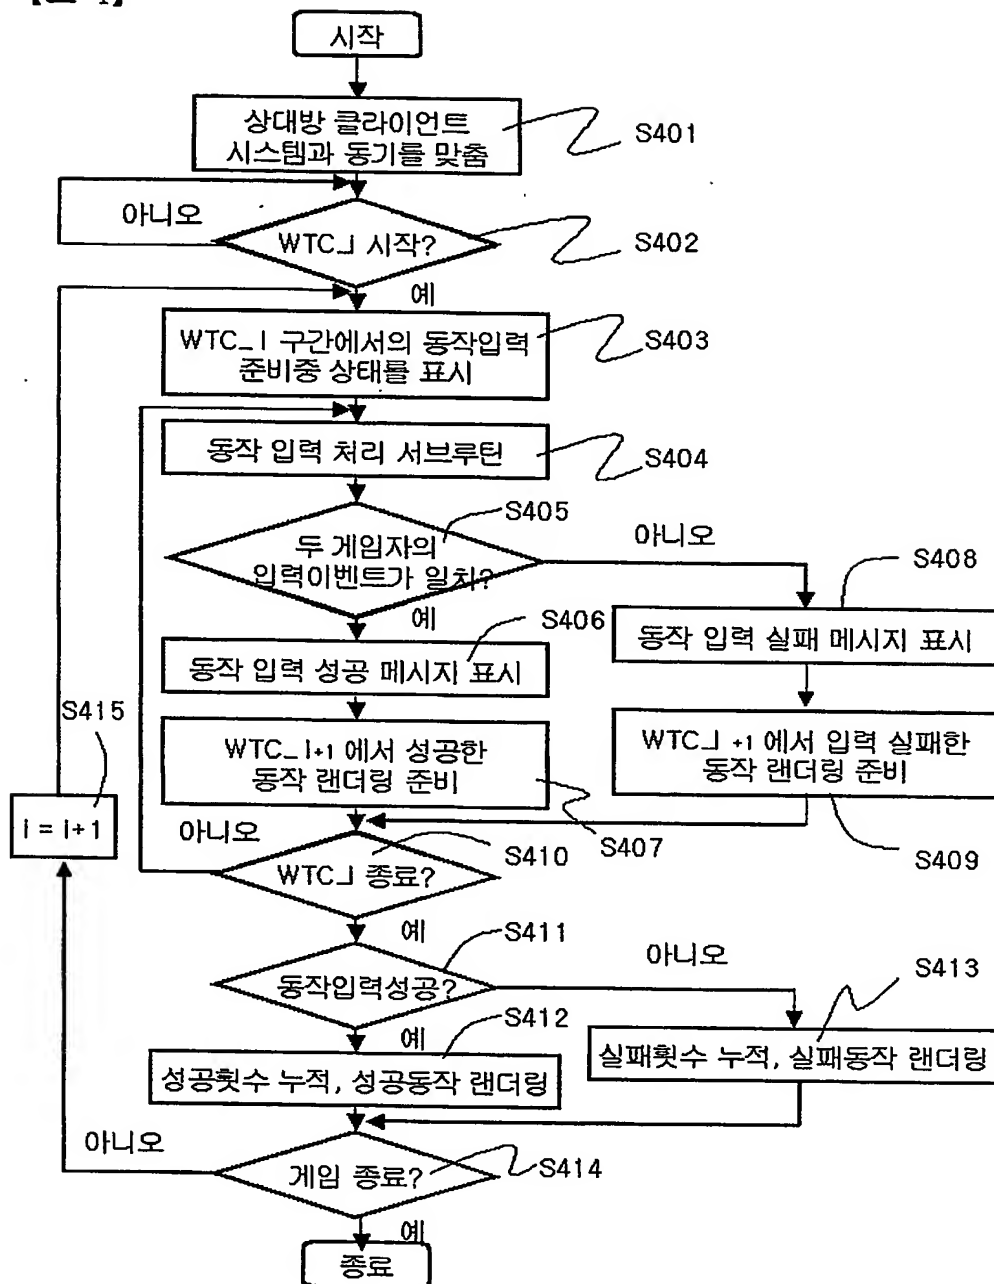 시작
상대방 클라이언트
시스템과 동기를 맞춤
S401
아니오
WTC_I 시작?
S402
예
WTC_I 구간에서의 동작입력
준비중 상태를 표시
S403
동작 입력 처리 서브루틴
S404
S405
두 게임자의
입력이벤트가 일치?
아니오
예
S406
S408
동작 입력 성공 메시지 표시
동작 입력 실패 메시지 표시
S415
WTC_I+1 에서 성공한
동작 랜더링 준비
WTC_I +1 에서 입력 실패한
동작 랜더링 준비
I = I+1
아니오
S407
S409
S410
WTC_I 종료?
예
S411
아니오
동작입력성공?
S413
S412
예
성공횟수 누적, 성공동작 랜더링
실패횟수 누적, 실패동작 랜더링
아니오
게임 종료?
S414
예
종료